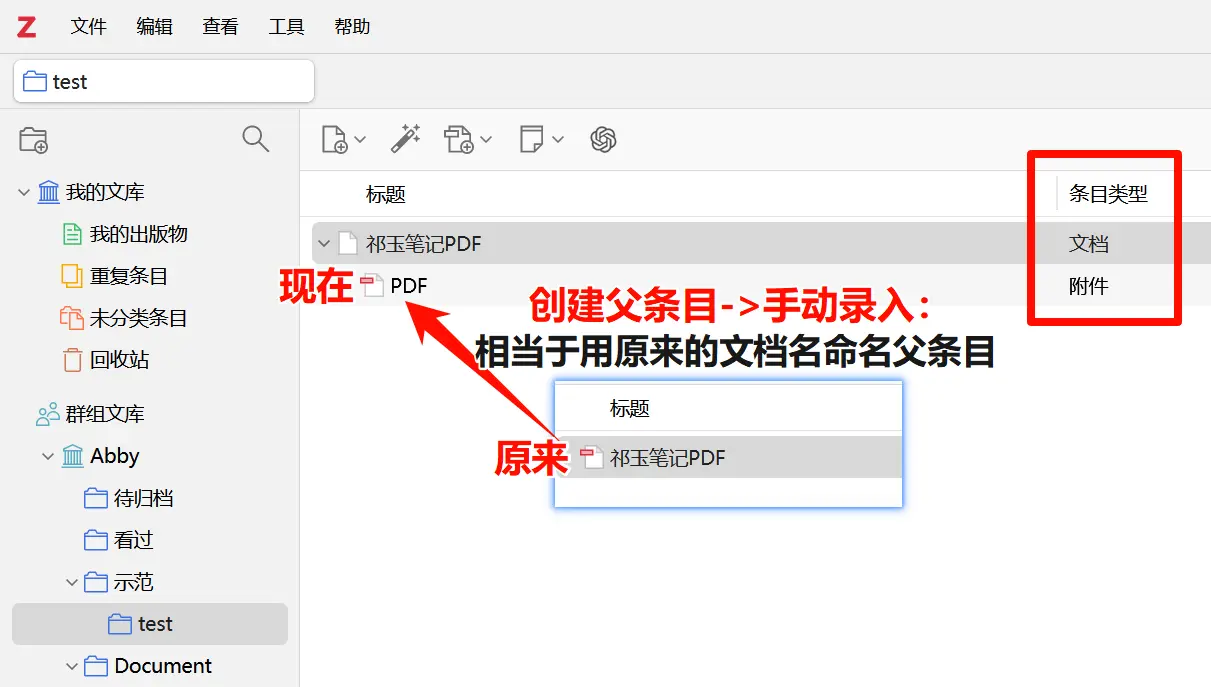 Z 文件 编辑 查看 工具 帮助
test
我的文库
我的出版物
重复条目
未分类条目
回收站
群组文库
Abby
待归档
看过
示范
test
Document
标题 条目类型
祁玉笔记PDF 文档
现在 PDF 附件
创建父条目->手动录入：
相当于用原来的文档名命名父条目
标题
原来 祁玉笔记PDF